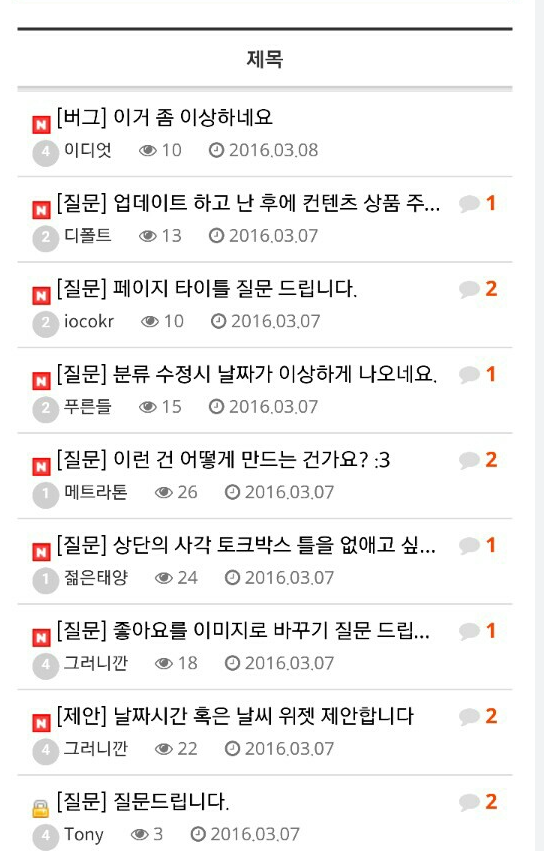 제목
N [버그] 이거 좀 이상하네요
4 이디엇 10 2016.03.08
N [질문] 업데이트 하고 난 후에 컨텐츠 상품 주... 1
2 디폴트 13 2016.03.07
N [질문] 페이지 타이틀 질문 드립니다. 2
2 iocokr 10 2016.03.07
N [질문] 분류 수정시 날짜가 이상하게 나오네요. 1
2 푸른들 15 2016.03.07
N [질문] 이런 건 어떻게 만드는 건가요? :3 2
1 메트라톤 26 2016.03.07
N [질문] 상단의 사각 토크박스 틀을 없애고 싶... 1
1 젊은태양 24 2016.03.07
N [질문] 좋아요를 이미지로 바꾸기 질문 드립... 1
4 그러니깐 18 2016.03.07
N [제안] 날짜시간 혹은 날씨 위젯 제안합니다 2
4 그러니깐 22 2016.03.07
[질문] 질문드립니다. 2
4 Tony 3 2016.03.07